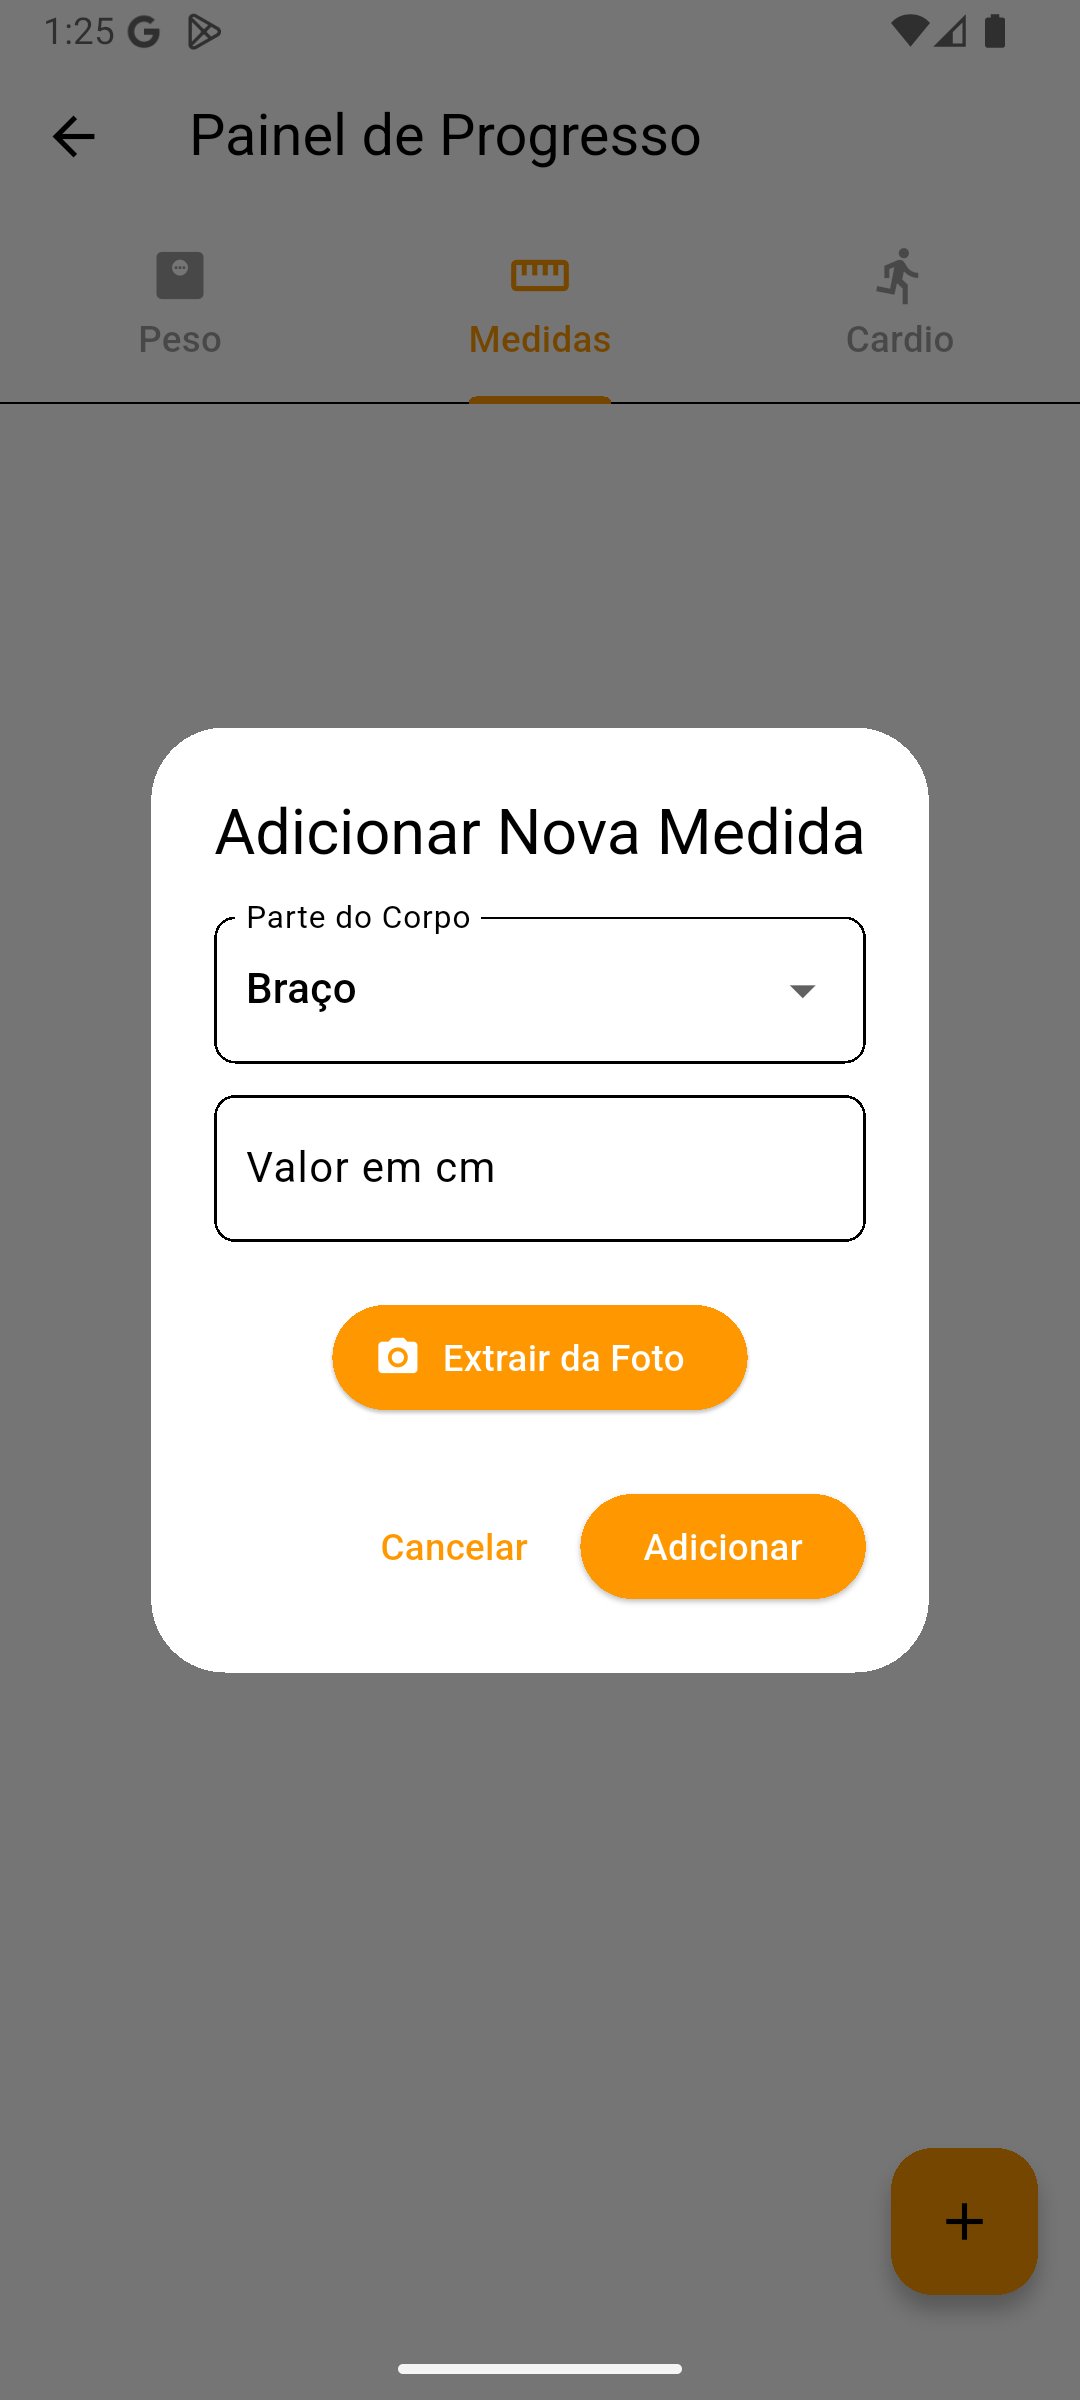 1:25
Painel de Progresso
Peso
Medidas
Cardio
Adicionar Nova Medida
Parte do Corpo
Braço
Valor em cm
Extrair da Foto
Cancelar
Adicionar